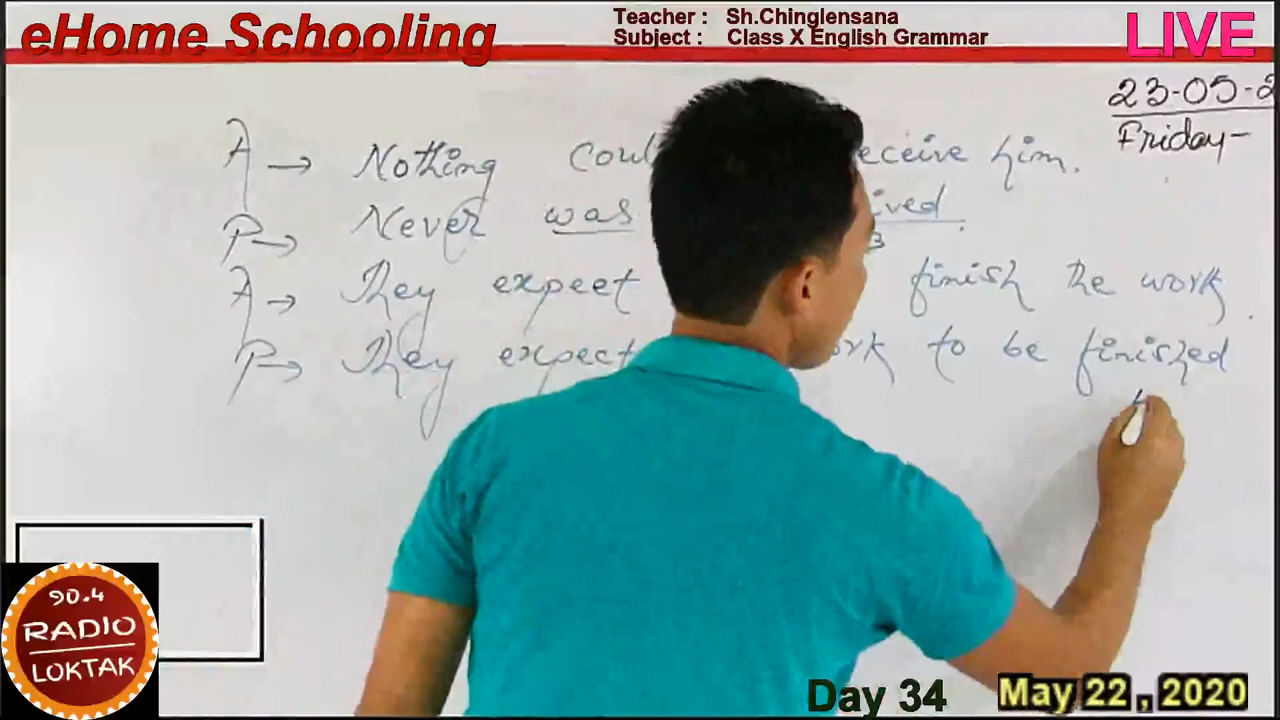 eHome Schooling
Teacher : Sh.Chinglensana
Subject : Class X English Grammar
LIVE
23-05-2
Friday-
A → Nothing coul eceive him.
P → Never was ived
3
A → They expect finish the work.
P → They expect ork to be finished
90.4
RADIO
LOKTAK
Day 34
May 22 , 2020